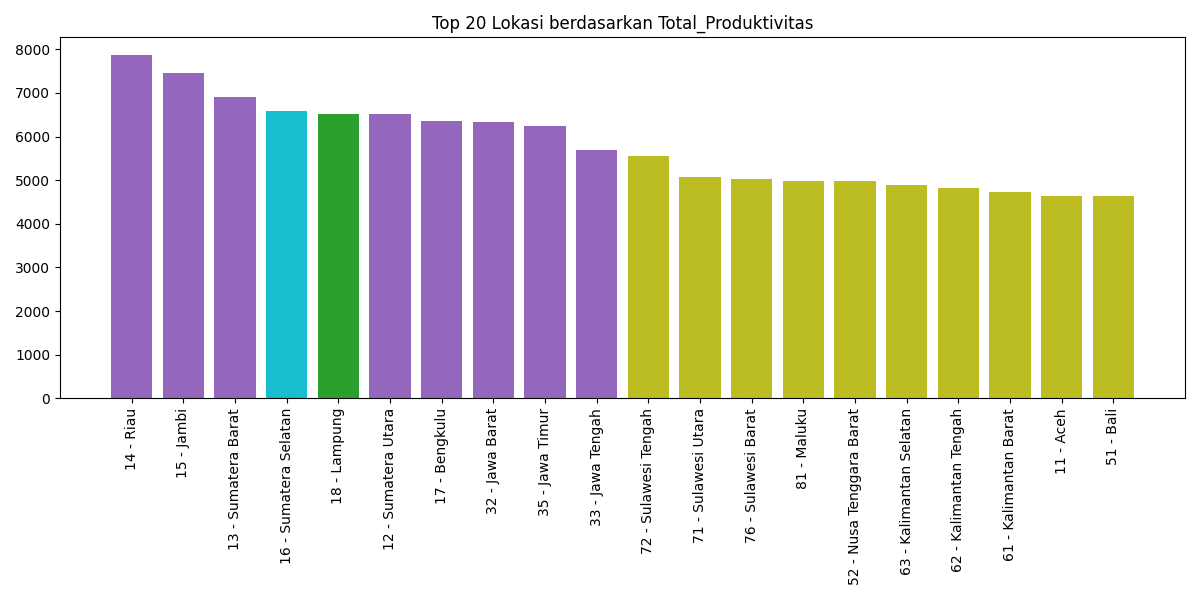 Top 20 Lokasi berdasarkan Total_Produktivitas
8000
7000
6000
5000
4000
3000
2000
1000
0
14 - Riau
15 - Jambi
13 - Sumatera Barat
16 - Sumatera Selatan
18 - Lampung
12 - Sumatera Utara
17 - Bengkulu
32 - Jawa Barat
35 - Jawa Timur
33 - Jawa Tengah
72 - Sulawesi Tengah
71 - Sulawesi Utara
76 - Sulawesi Barat
81 - Maluku
52 - Nusa Tenggara Barat
63 - Kalimantan Selatan
62 - Kalimantan Tengah
61 - Kalimantan Barat
11 - Aceh
51 - Bali